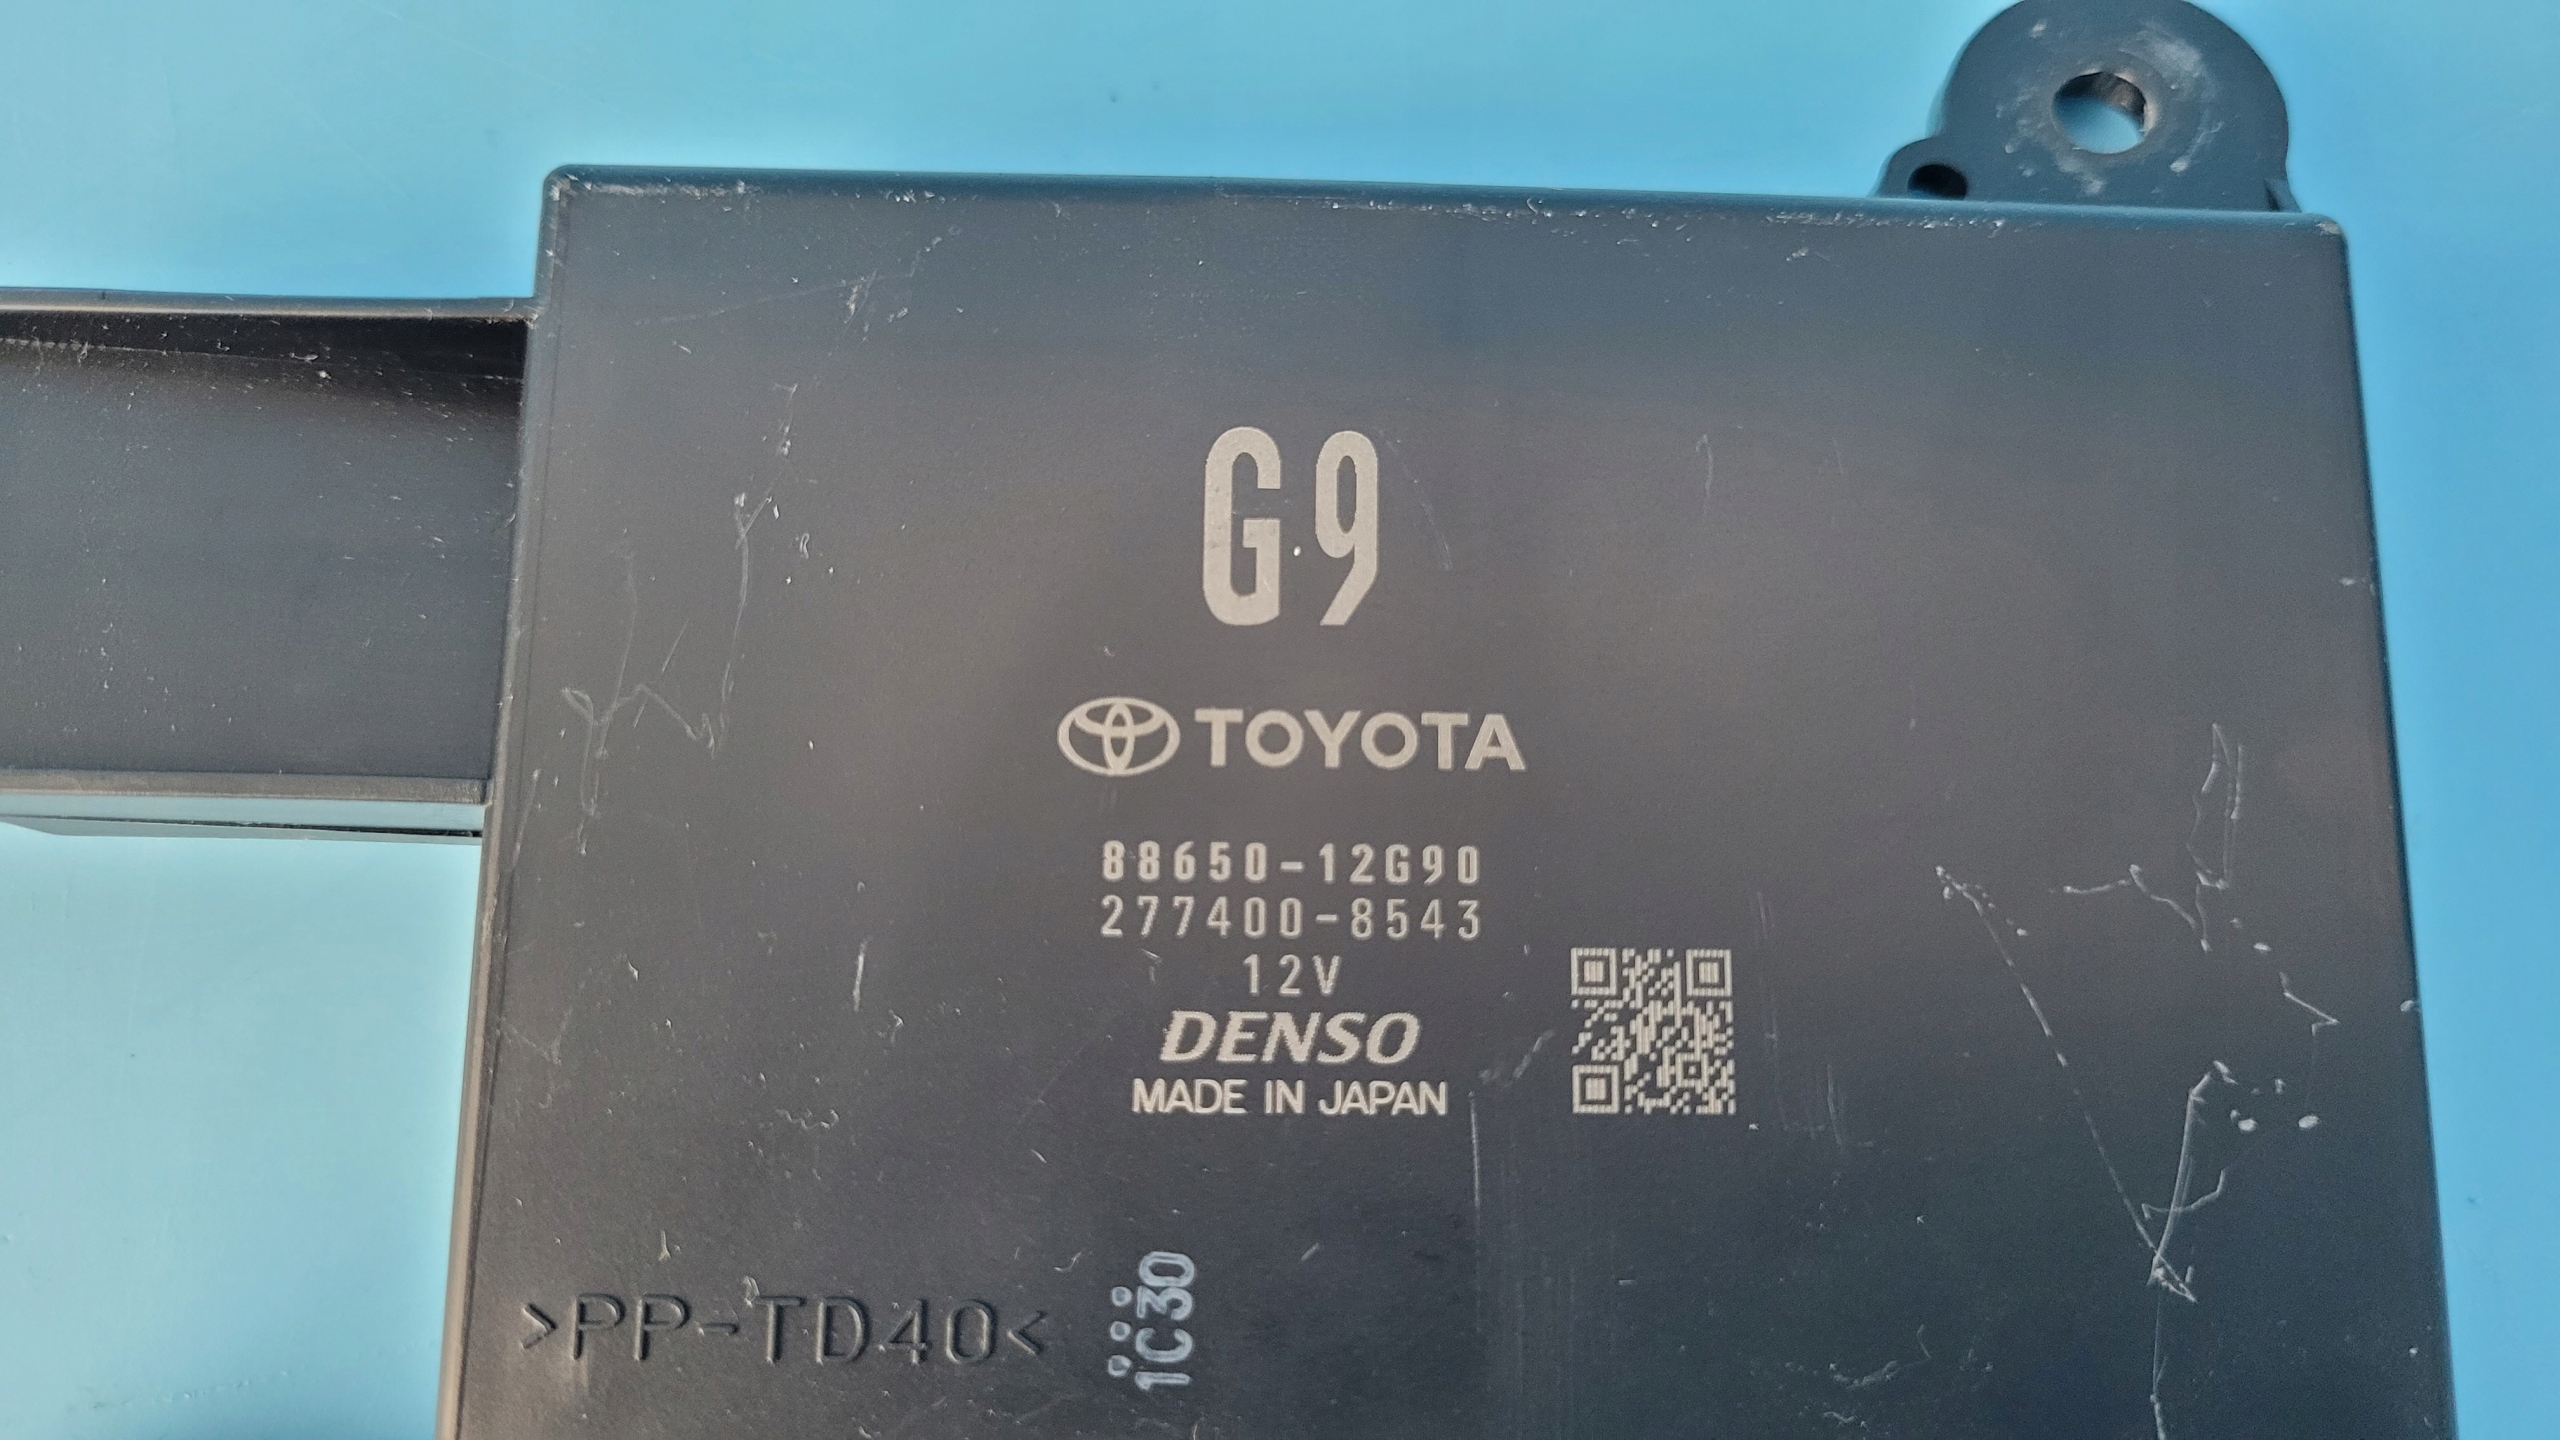 G9
TOYOTA
88650-12G90
277400-8543
12V
DENSO
MADE IN JAPAN
>PP-TD40<
1C30